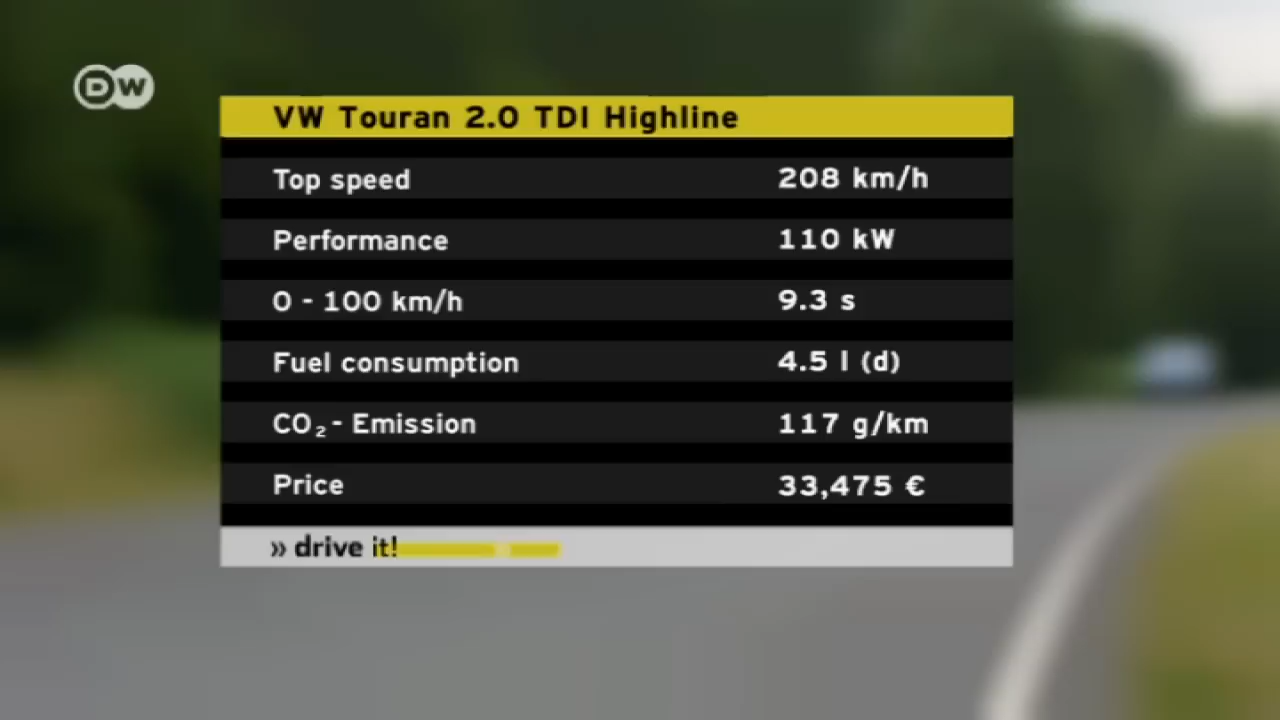 DW
VW Touran 2.0 TDI Highline
Top speed 208 km/h
Performance 110 kW
0 - 100 km/h 9.3 s
Fuel consumption 4.5 l (d)
CO₂- Emission 117 g/km
Price 33,475 €
» drive it!